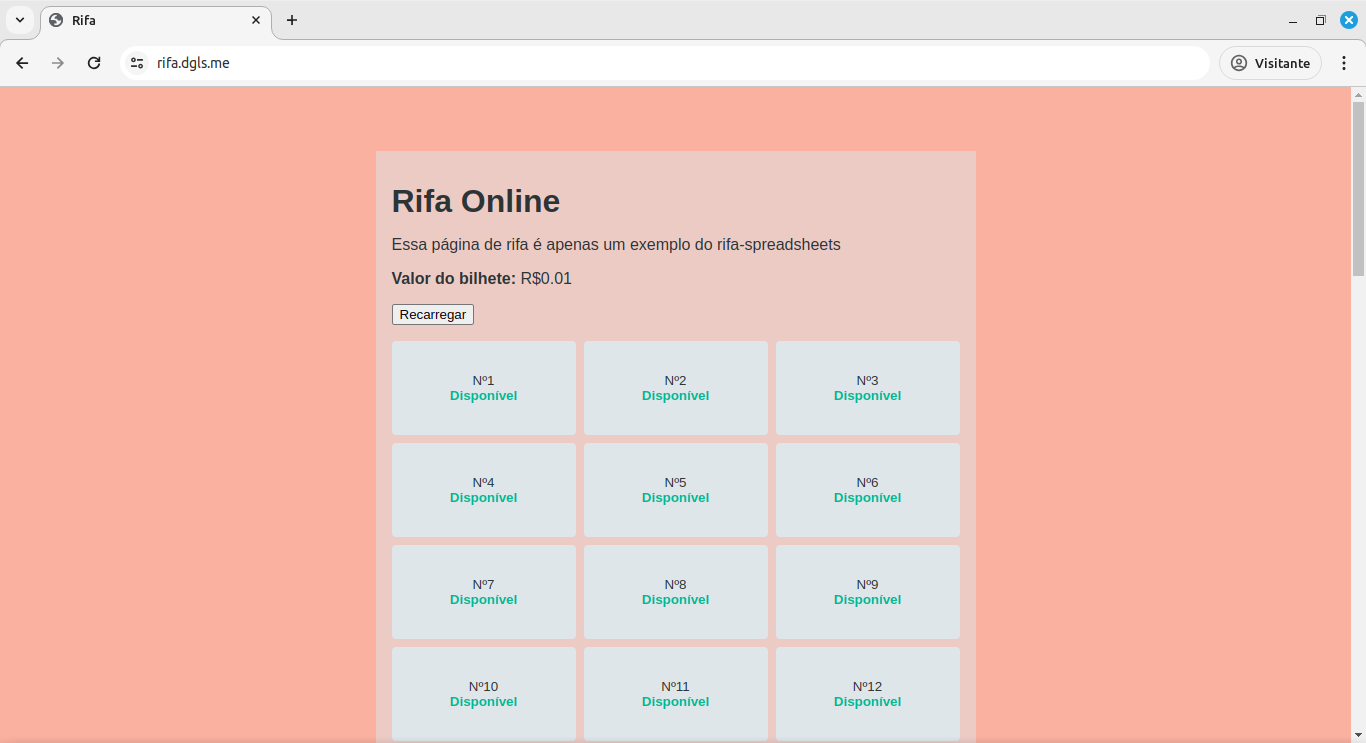 Rifa
rifa.dgls.me
Visitante
Rifa Online
Essa página de rifa é apenas um exemplo do rifa-spreadsheets
Valor do bilhete: R$0.01
Recarregar
Nº1
Disponível
Nº2
Disponível
Nº3
Disponível
Nº4
Disponível
Nº5
Disponível
Nº6
Disponível
Nº7
Disponível
Nº8
Disponível
Nº9
Disponível
Nº10
Disponível
Nº11
Disponível
Nº12
Disponível